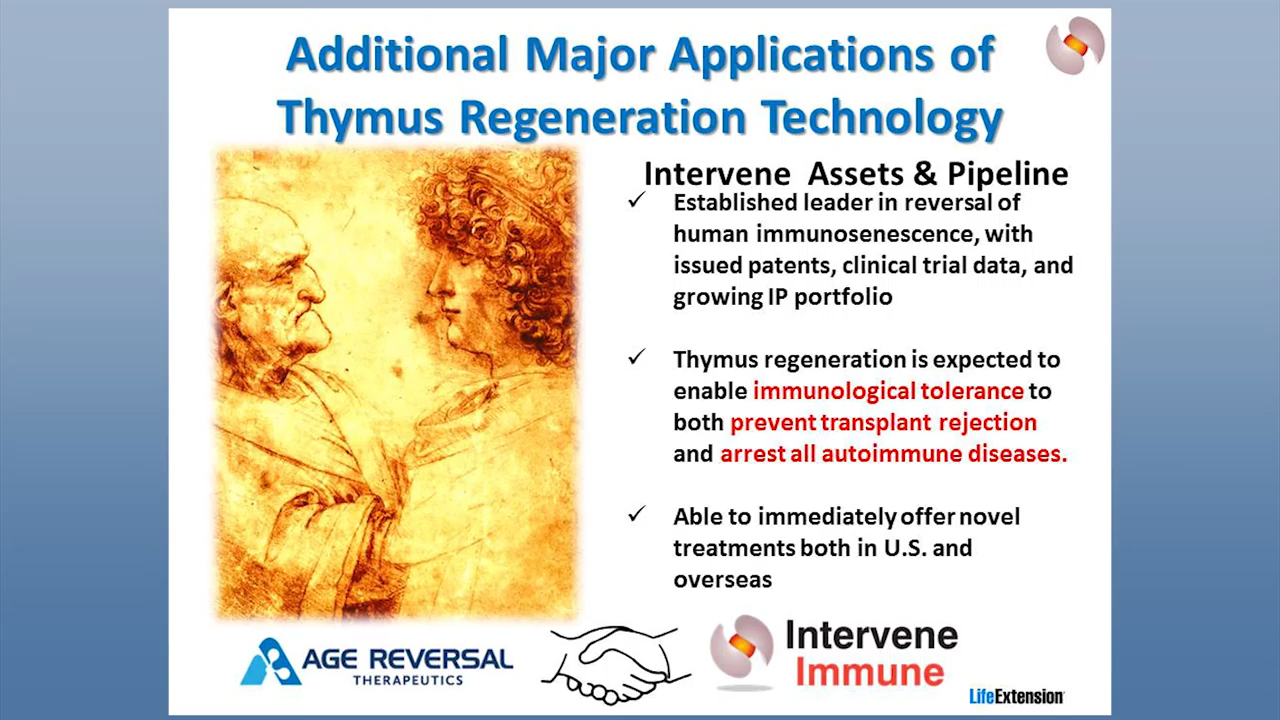 Additional Major Applications of
Thymus Regeneration Technology
Intervene Assets & Pipeline
✓ Established leader in reversal of
human immunosenescence, with
issued patents, clinical trial data, and
growing IP portfolio
✓ Thymus regeneration is expected to
enable immunological tolerance to
both prevent transplant rejection
and arrest all autoimmune diseases.
✓ Able to immediately offer novel
treatments both in U.S. and
overseas
AGE REVERSAL
THERAPEUTICS
Intervene
Immune
LifeExtension